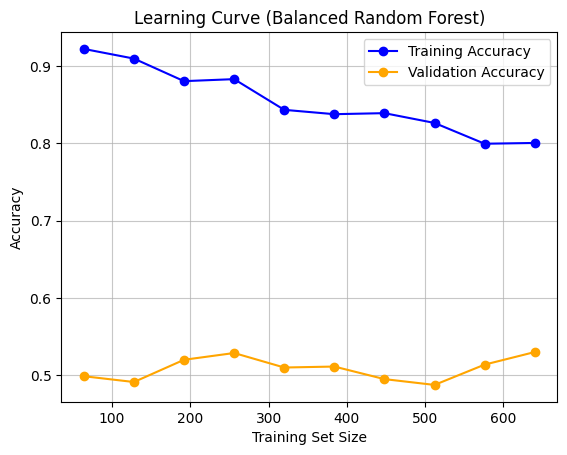 Learning Curve (Balanced Random Forest)
Training Accuracy
Validation Accuracy
Accuracy
0.9
0.8
0.7
0.6
0.5
100 200 300 400 500 600
Training Set Size